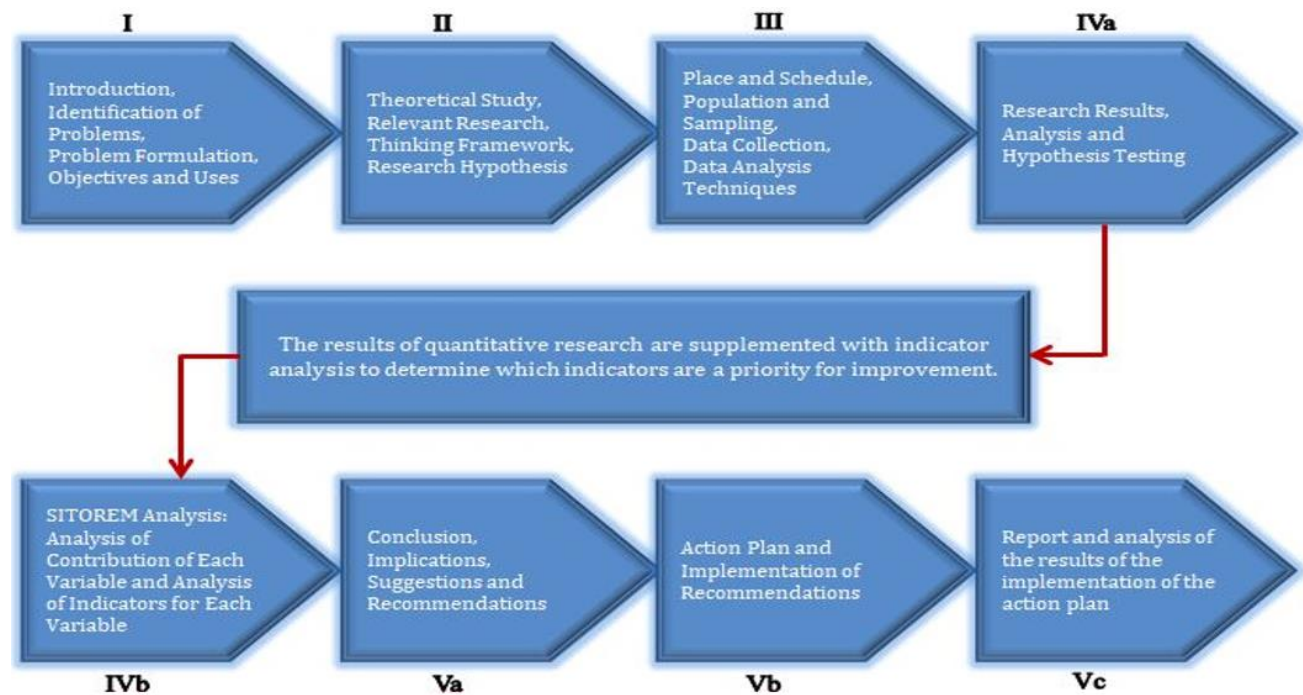 I
II
III
IVa
Introduction,
Identification of
Problems,
Problem Formulation,
Objectives and Uses
Theoretical Study,
Relevant Research,
Thinking Framework,
Research Hypothesis
Place and Schedule,
Population and
Sampling,
Data Collection,
Data Analysis
Techniques
Research Results,
Analysis and
Hypothesis Testing
The results of quantitative research are supplemented with indicator
analysis to determine which indicators are a priority for improvement.
SITOREM Analysis:
Analysis of
Contribution of Each
Variable and Analysis
of Indicators for Each
Variable
Conclusion,
Implications,
Suggestions and
Recommendations
Action Plan and
Implementation of
Recommendations
Report and analysis of
the results of the
implementation of the
action plan
IVb
Va
Vb
Vc